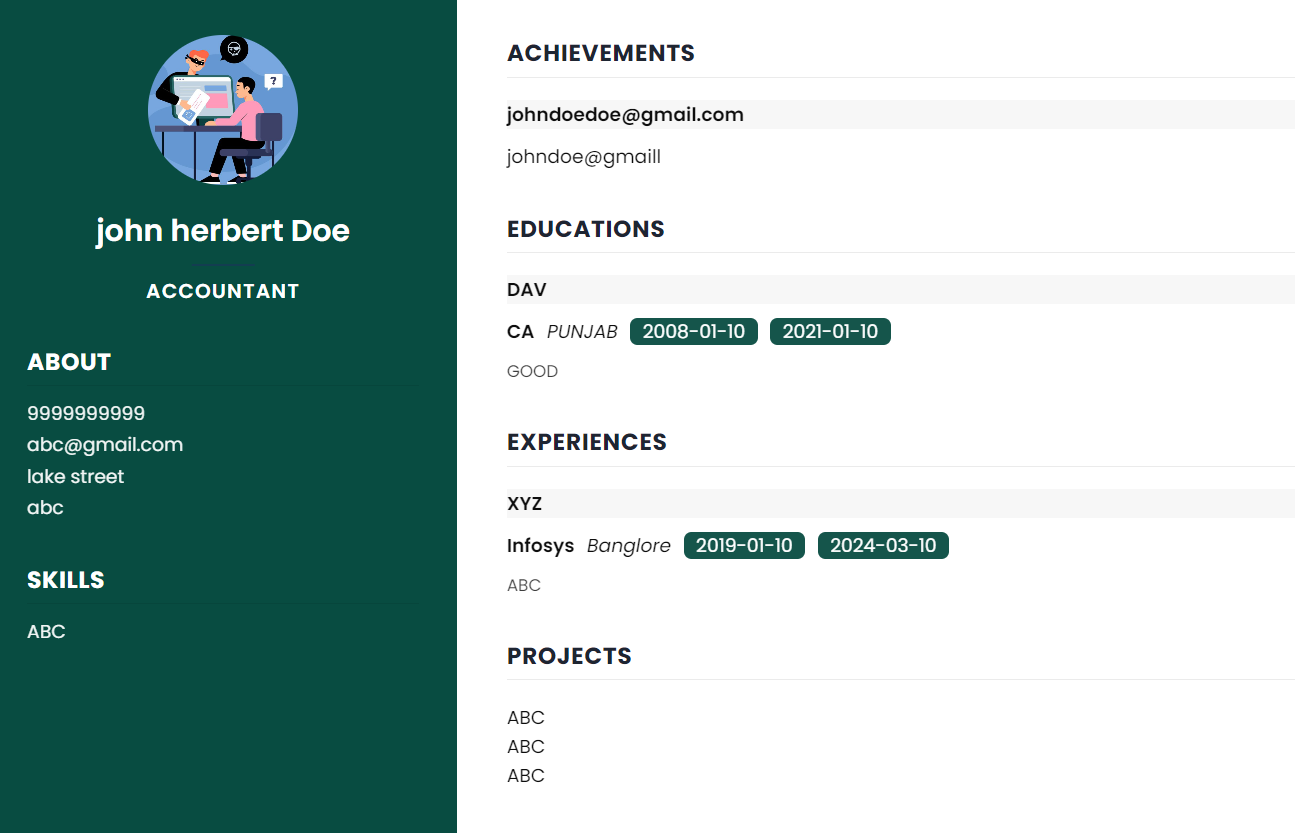 ?
john herbert Doe
ACCOUNTANT
ABOUT
9999999999
abc@gmail.com
lake street
abc
SKILLS
ABC
ACHIEVEMENTS
johndoedoe@gmail.com
johndoe@gmaill
EDUCATIONS
DAV
CA PUNJAB 2008-01-10 2021-01-10
GOOD
EXPERIENCES
XYZ
Infosys Banglore 2019-01-10 2024-03-10
ABC
PROJECTS
ABC
ABC
ABC